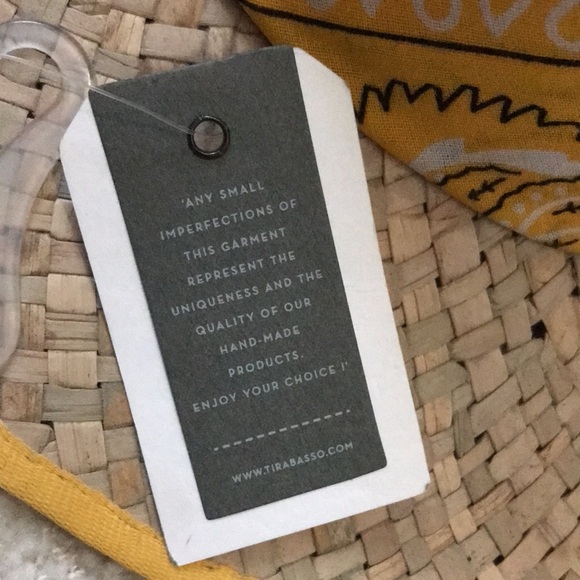 'ANY SMALL
IMPERFECTIONS OF
THIS GARMENT
REPRESENT THE
UNIQUENESS AND THE
QUALITY OF OUR
HAND-MADE
PRODUCTS.
ENJOY YOUR CHOICE !'
WWW.TIRABASSO.COM